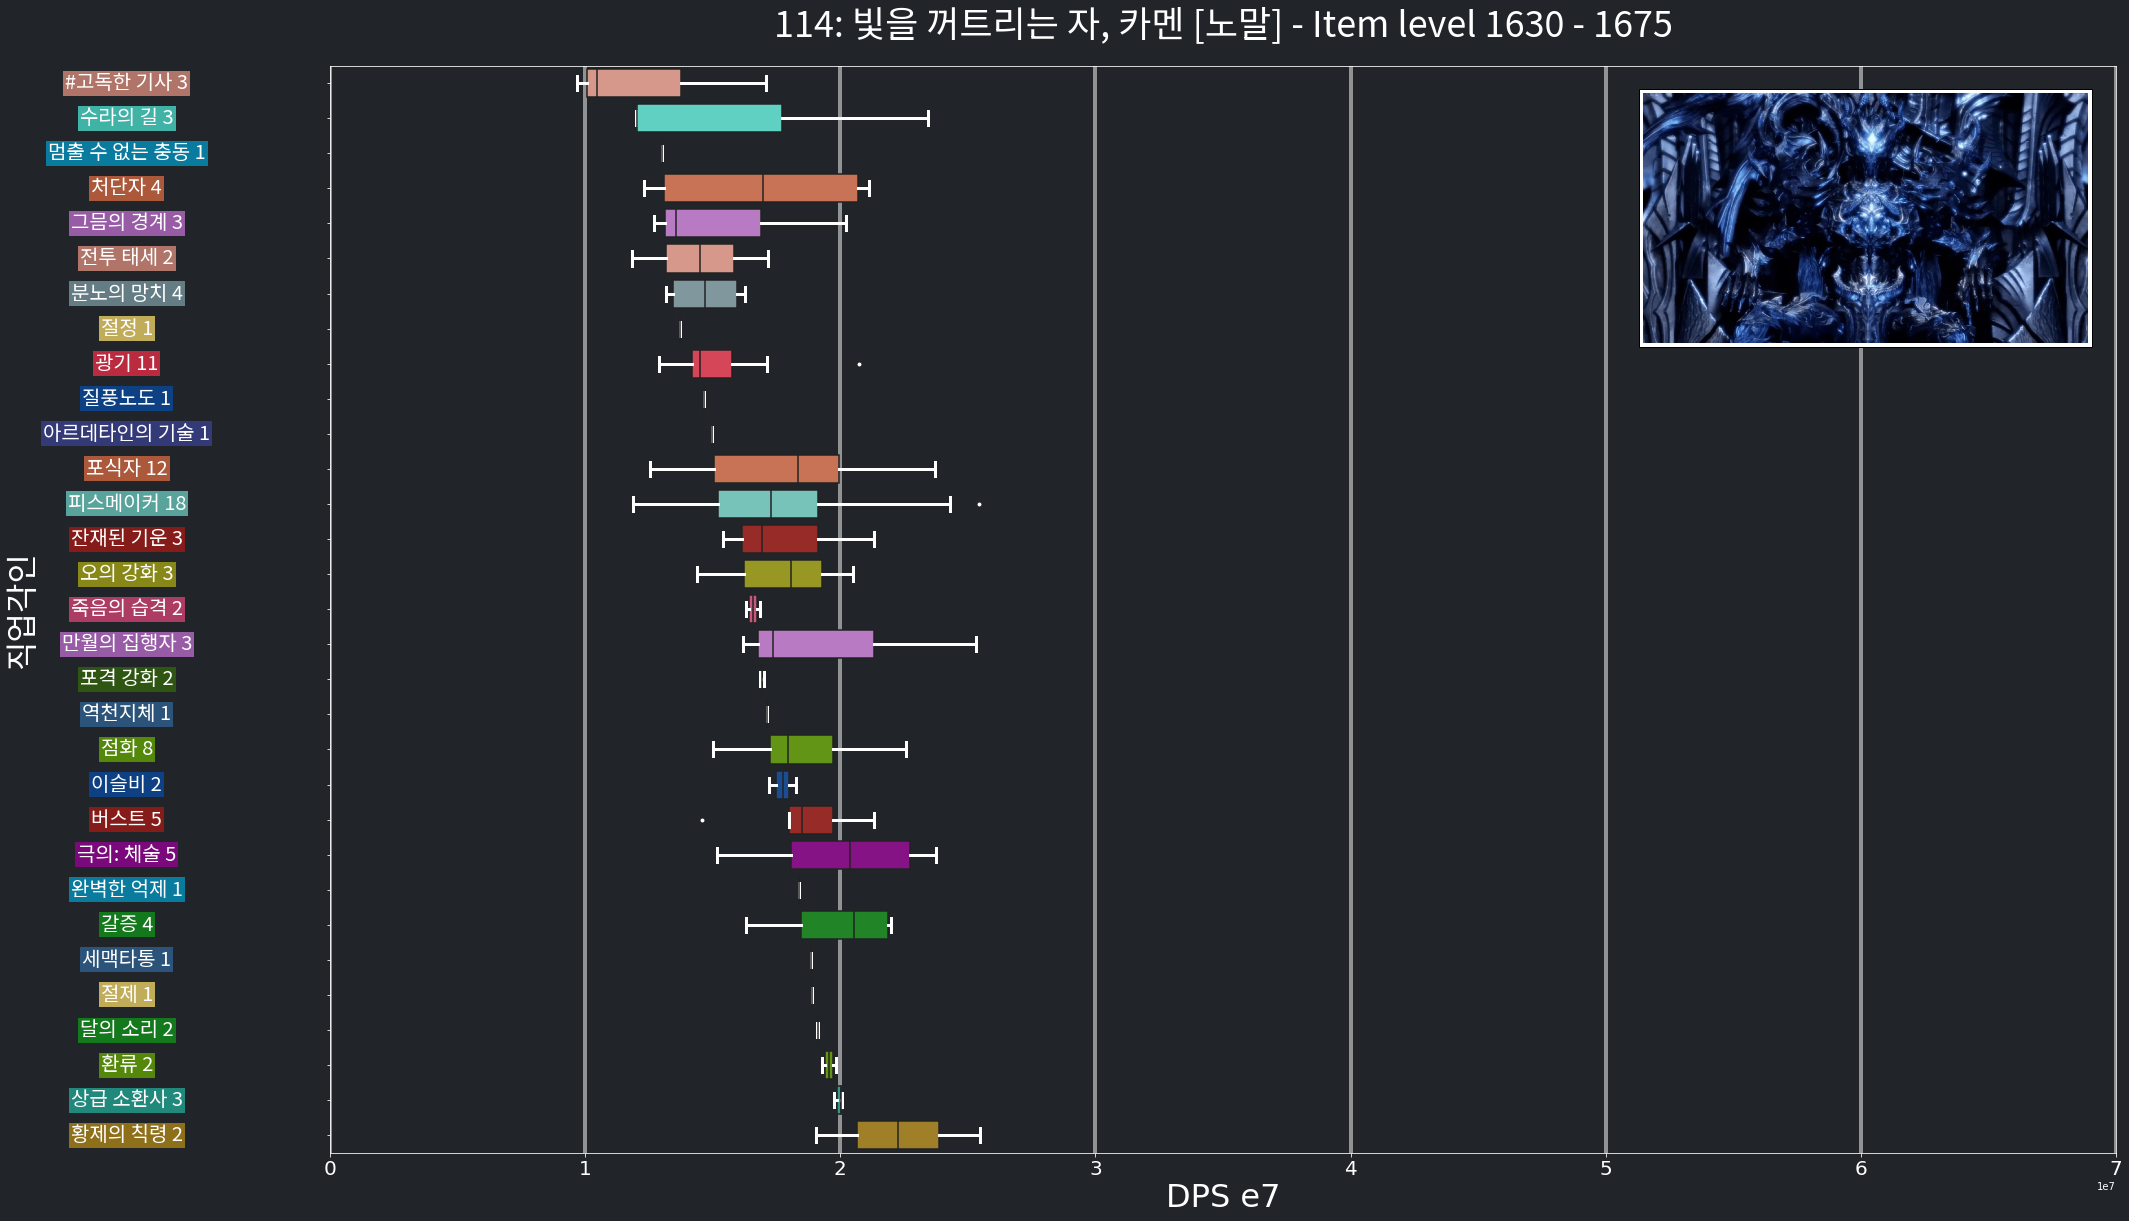 114: 빛을 꺼트리는 자, 카멘 [노말] - Item level 1630 - 1675
#고독한 기사 3
수라의 길 3
멈출 수 없는 충동 1
처단자 4
그믐의 경계 3
전투 태세 2
분노의 망치 4
절정 1
광기 11
질풍노도 1
아르데타인의 기술 1
포식자 12
피스메이커 18
잔재된 기운 3
오의 강화 3
죽음의 습격 2
만월의 집행자 3
포격 강화 2
역천지체 1
점화 8
이슬비 2
버스트 5
극의: 체술 5
완벽한 억제 1
갈증 4
세맥타통 1
절제 1
달의 소리 2
환류 2
상급 소환사 3
황제의 칙령 2
직업각인
0 1 2 3 4 5 6 7
1e7
DPS e7